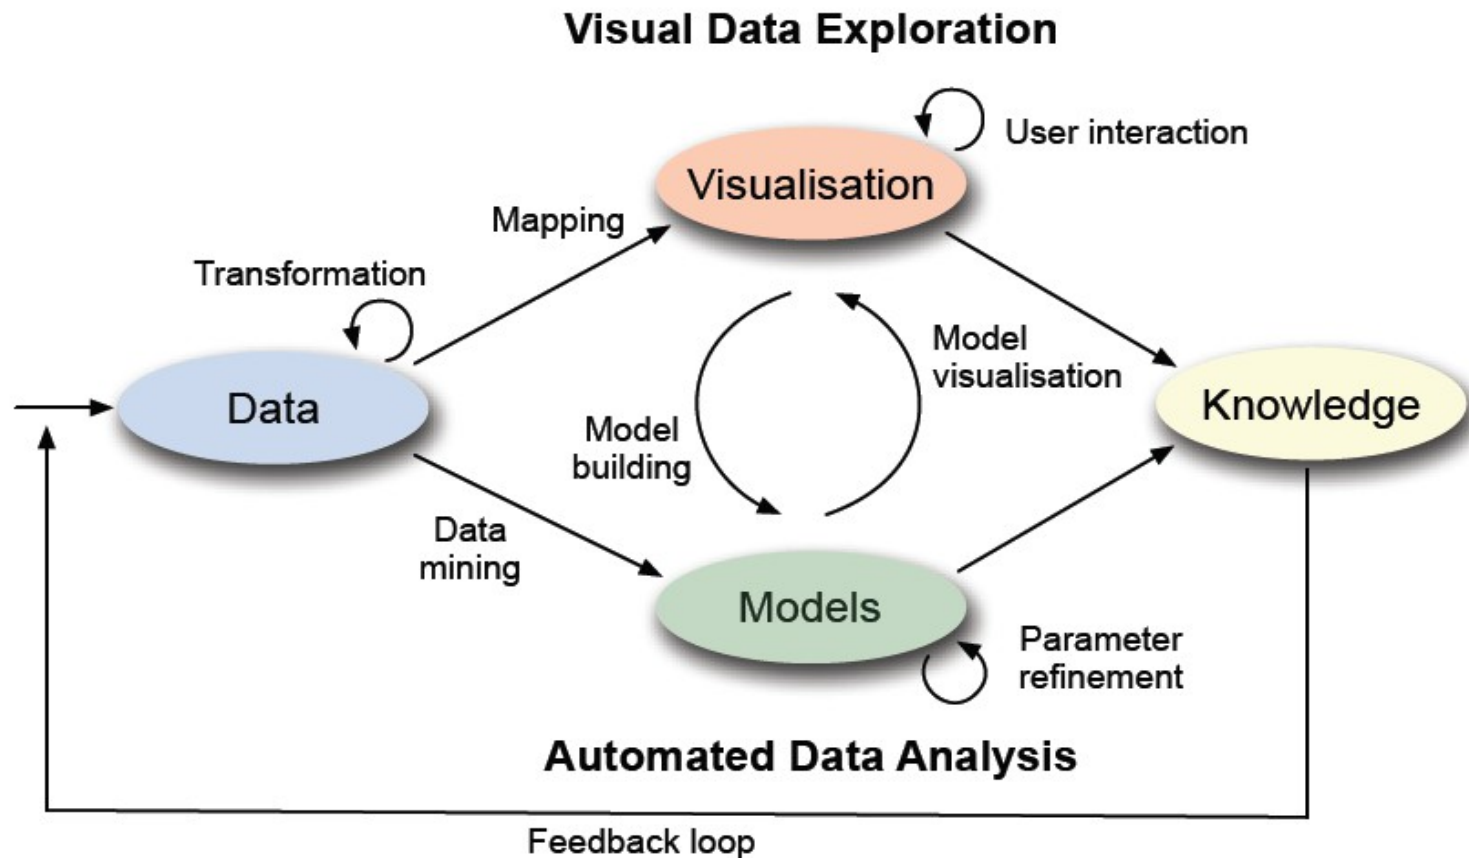 Visual Data Exploration
User interaction
Visualisation
Mapping
Transformation
Model
visualisation
Data
Knowledge
Model
building
Data
mining
Models
Parameter
refinement
Automated Data Analysis
Feedback loop